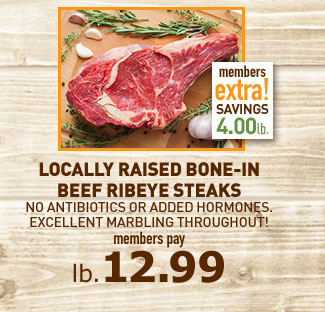 members
extra!
SAVINGS
4.00lb.
LOCALLY RAISED BONE-IN
BEEF RIBEYE STEAKS
NO ANTIBIOTICS OR ADDED HORMONES.
EXCELLENT MARBLING THROUGHOUT!
members pay
lb. 12.99